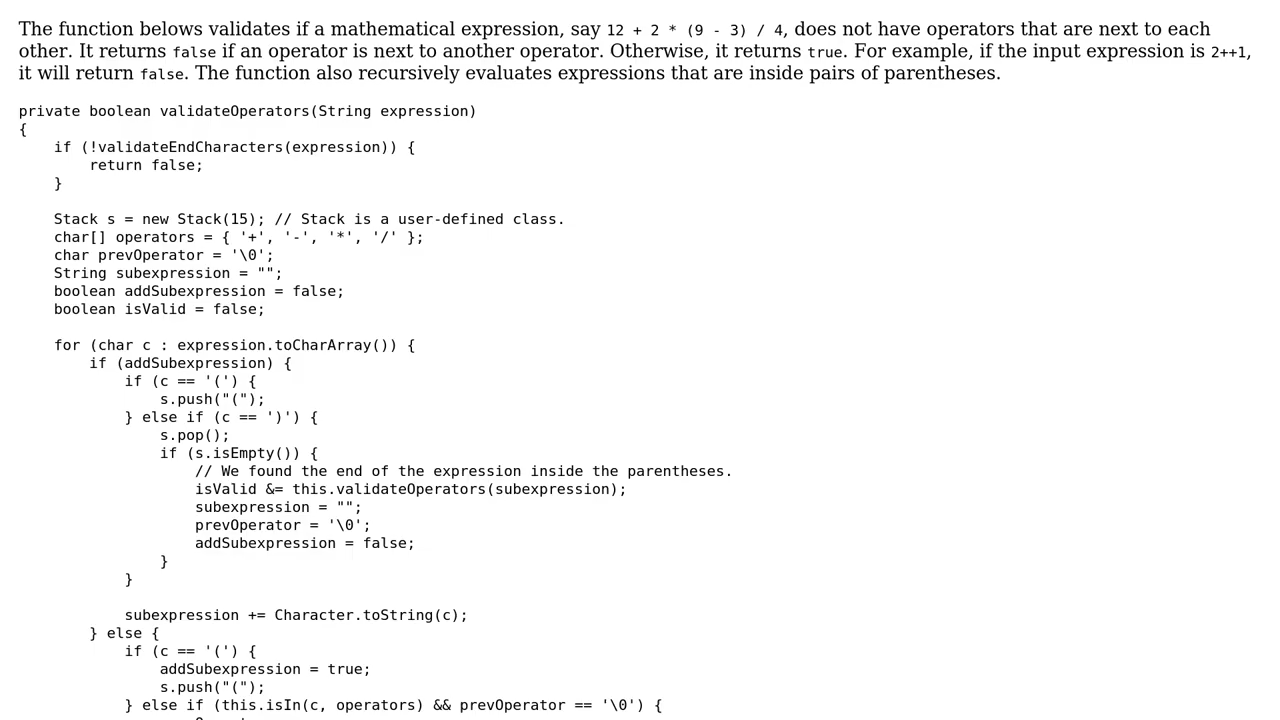 The function belows validates if a mathematical expression, say 12 + 2 * (9 - 3) / 4, does not have operators that are next to each
other. It returns false if an operator is next to another operator. Otherwise, it returns true. For example, if the input expression is 2++1,
it will return false. The function also recursively evaluates expressions that are inside pairs of parentheses.
private boolean validateOperators(String expression)
{
    if (!validateEndCharacters(expression)) {
        return false;
    }
    Stack s = new Stack(15); // Stack is a user-defined class.
    char[] operators = { '+', '-', '*', '/' };
    char prevOperator = '\0';
    String subexpression = "";
    boolean addSubexpression = false;
    boolean isValid = false;
    for (char c : expression.toCharArray()) {
        if (addSubexpression) {
            if (c == '(') {
                s.push("(");
            } else if (c == ')') {
                s.pop();
                if (s.isEmpty()) {
                    // We found the end of the expression inside the parentheses.
                    isValid &= this.validateOperators(subexpression);
                    subexpression = "";
                    prevOperator = '\0';
                    addSubexpression = false;
                }
            }
            subexpression += Character.toString(c);
        } else {
            if (c == '(') {
                addSubexpression = true;
                s.push("(");
            } else if (this.isIn(c, operators) && prevOperator == '\0') {